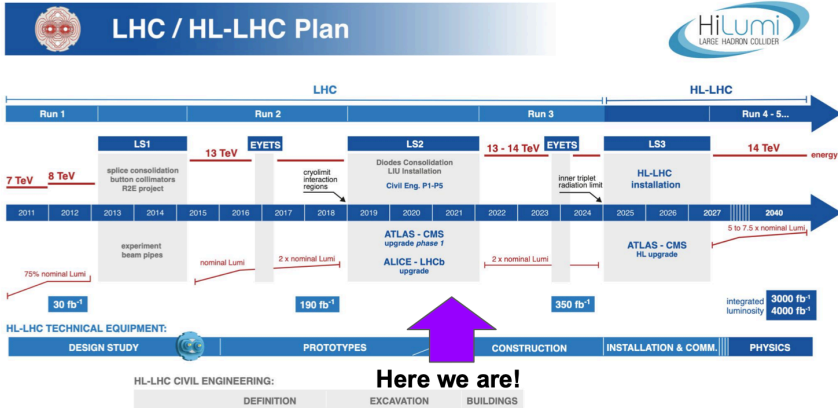 LHC / HL-LHC Plan
HiLumi
LARGE HADRON COLLIDER
LHC
HL-LHC
Run 1
Run 2
Run 3
Run 4 - 5...
LS1
EYETS
LS2
EYETS
LS3
7 TeV
8 TeV
13 TeV
13 - 14 TeV
14 TeV
energy
splice consolidation
button collimators
R2E project
cryolimit
interaction
regions
Diodes Consolidation
LIU Installation
Civil Eng. P1-P5
inner triplet
radiation limit
HL-LHC
installation
2011 2012 2013 2014 2015 2016 2017 2018 2019 2020 2021 2022 2023 2024 2025 2026 2027 2040
experiment
beam pipes
75% nominal Lumi
nominal Lumi
2 x nominal Lumi
ATLAS - CMS
upgrade phase 1
ALICE - LHCb
upgrade
2 x nominal Lumi
ATLAS - CMS
HL upgrade
5 to 7.5 x nominal Lumi
30 fb⁻¹
190 fb⁻¹
350 fb⁻¹
integrated
luminosity
3000 fb⁻¹
4000 fb⁻¹
HL-LHC TECHNICAL EQUIPMENT:
DESIGN STUDY
PROTOTYPES
CONSTRUCTION
INSTALLATION & COMM.
PHYSICS
Here we are!
HL-LHC CIVIL ENGINEERING:
DEFINITION
EXCAVATION
BUILDINGS